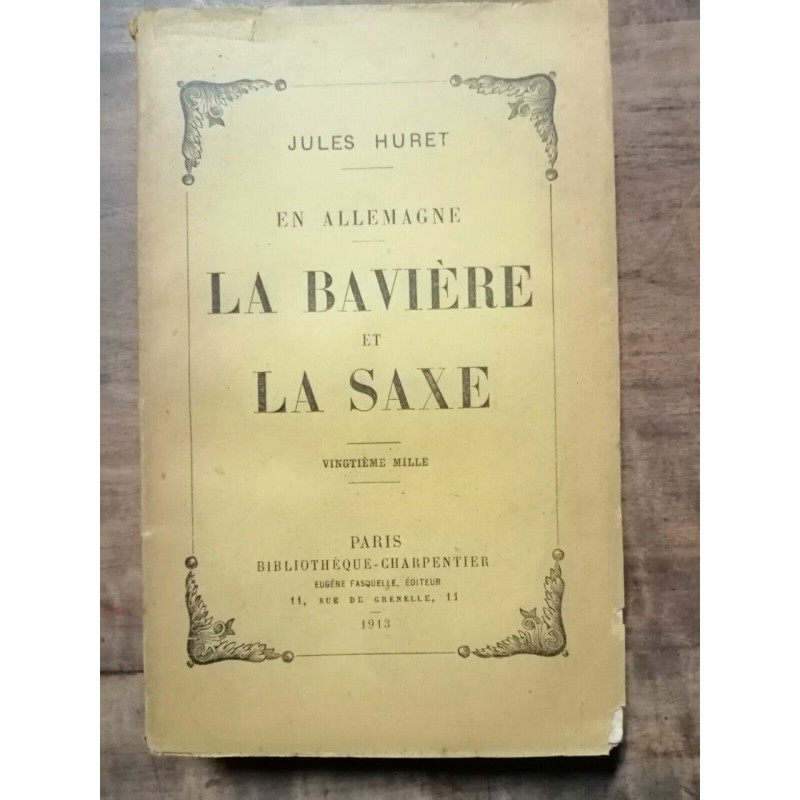 JULES HURET
EN ALLEMAGNE
LA BAVIÈRE
ET
LA SAXE
VINGTIÈME MILLE
PARIS
BIBLIOTHÈQUE-CHARPENTIER
EUGÈNE FASQUELLE, ÉDITEUR
11, RUE DE GRENELLE, 11
1913